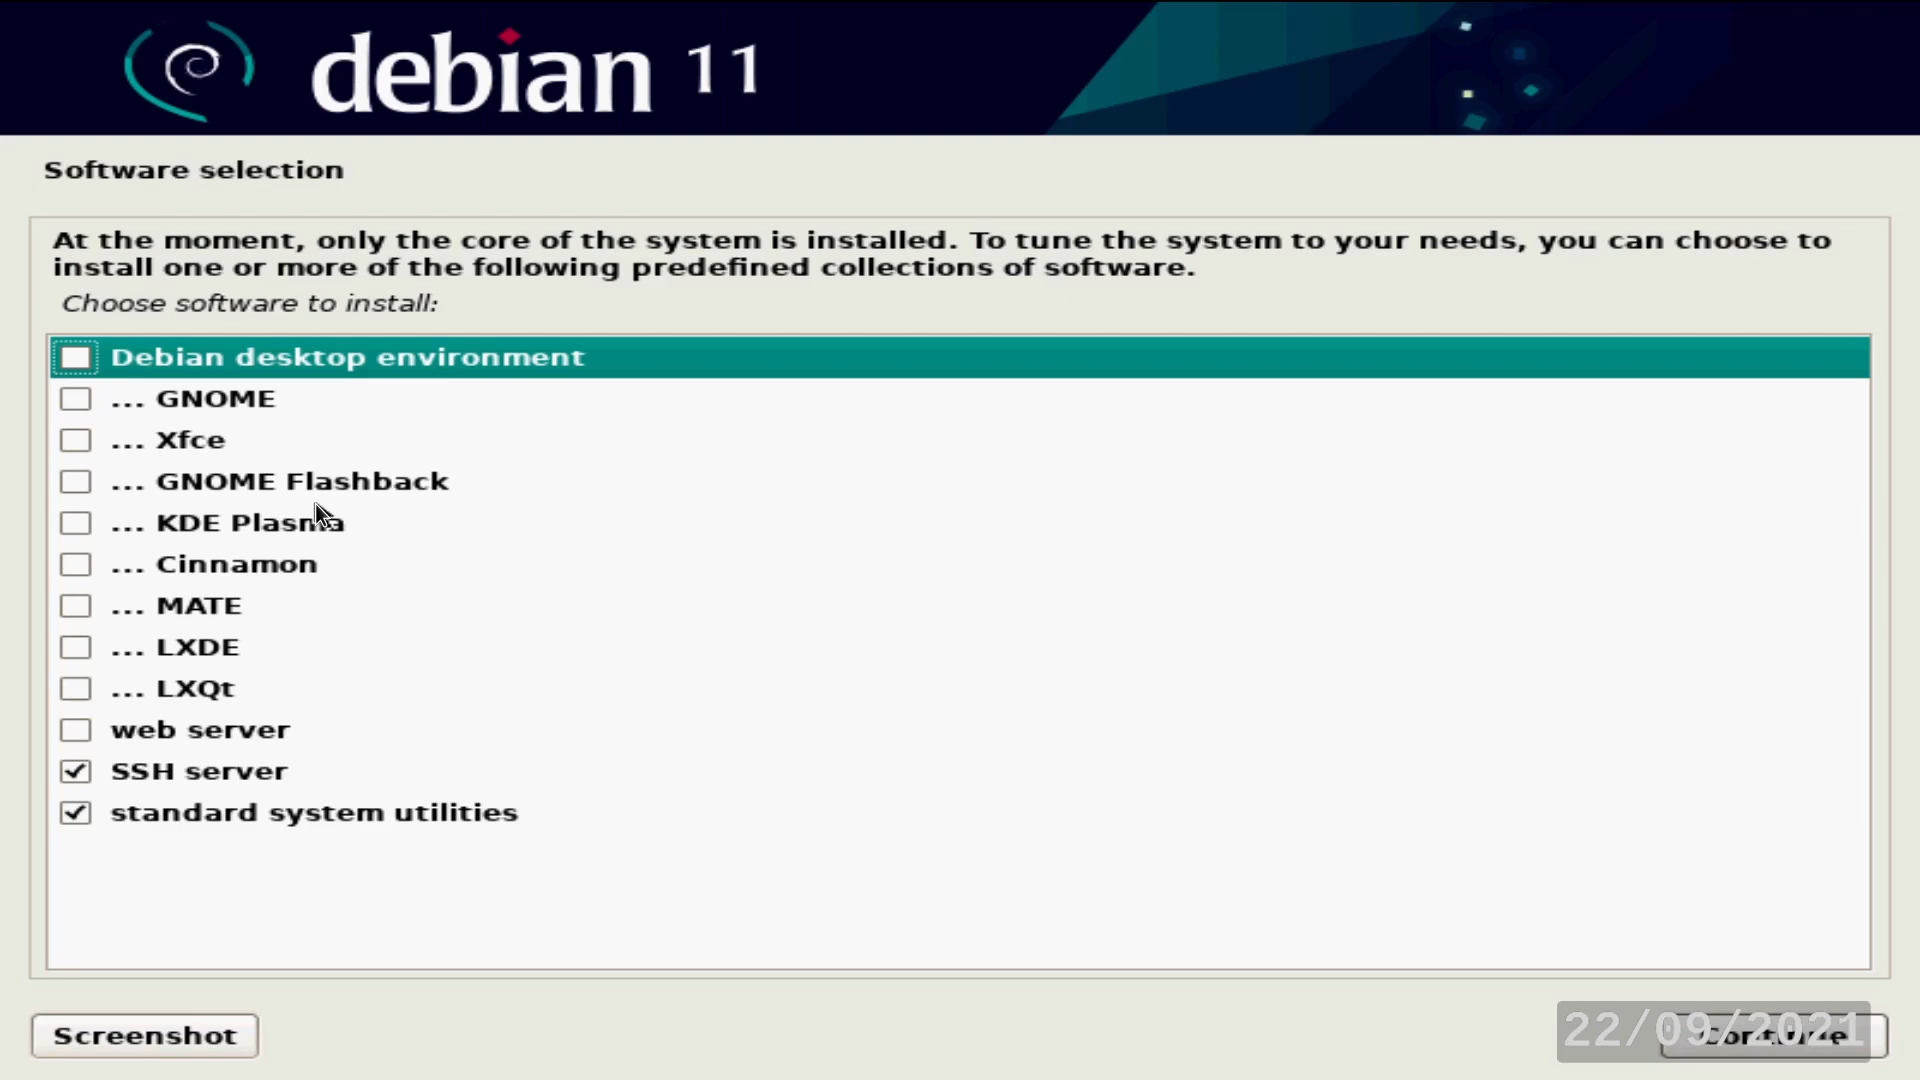 debian 11
Software selection
At the moment, only the core of the system is installed. To tune the system to your needs, you can choose to
install one or more of the following predefined collections of software.
Choose software to install:
Debian desktop environment
... GNOME
... Xfce
... GNOME Flashback
... KDE Plasma
... Cinnamon
... MATE
... LXDE
... LXQt
web server
SSH server
standard system utilities
Screenshot
Continue
22/09/2021